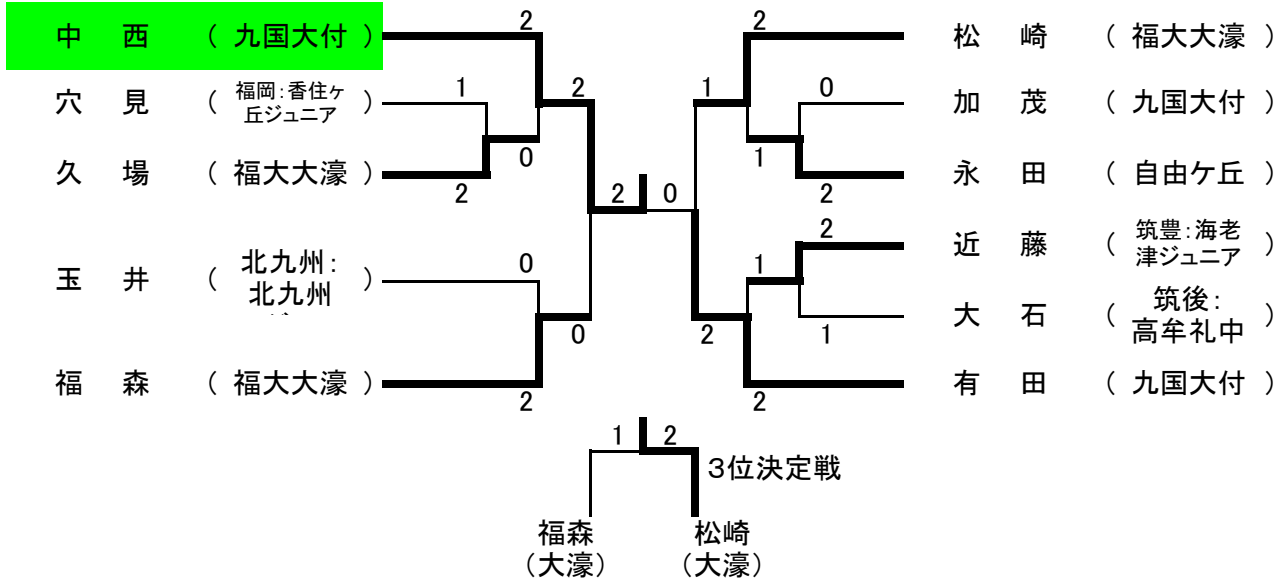 2 2
中 西 ( 九国大付 ) 松 崎 ( 福大大濠 )
1 2 1 0
穴 見 ( 福岡:香住ヶ
丘ジュニア ) 加 茂 ( 九国大付 )
0 1
久 場 ( 福大大濠 ) 永 田 ( 自由ケ丘 )
2 2 0 2
2
近 藤 ( 筑豊:海老
津ジュニア )
0 1
玉 井 ( 北九州:
北九州 )
大 石 ( 筑後:
高牟礼中 )
0 2 1
福 森 ( 福大大濠 ) 有 田 ( 九国大付 )
2 2
1 2
3位決定戦
福森 松崎
(大濠) (大濠)